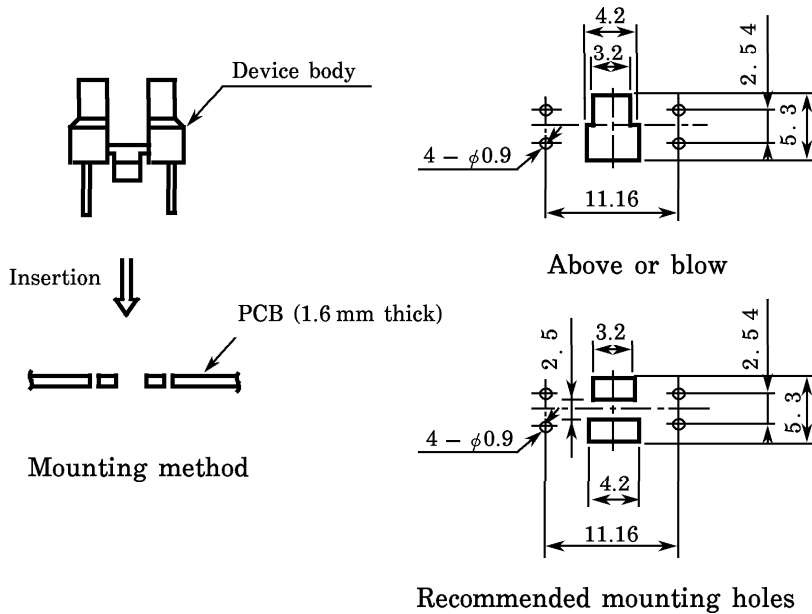 Device body
Insertion
PCB (1.6 mm thick)
Mounting method
4.2
3.2
2.54
5.3
4 − ϕ0.9
11.16
Above or blow
3.2
2.5
2.54
5.3
4 − ϕ0.9
4.2
11.16
Recommended mounting holes